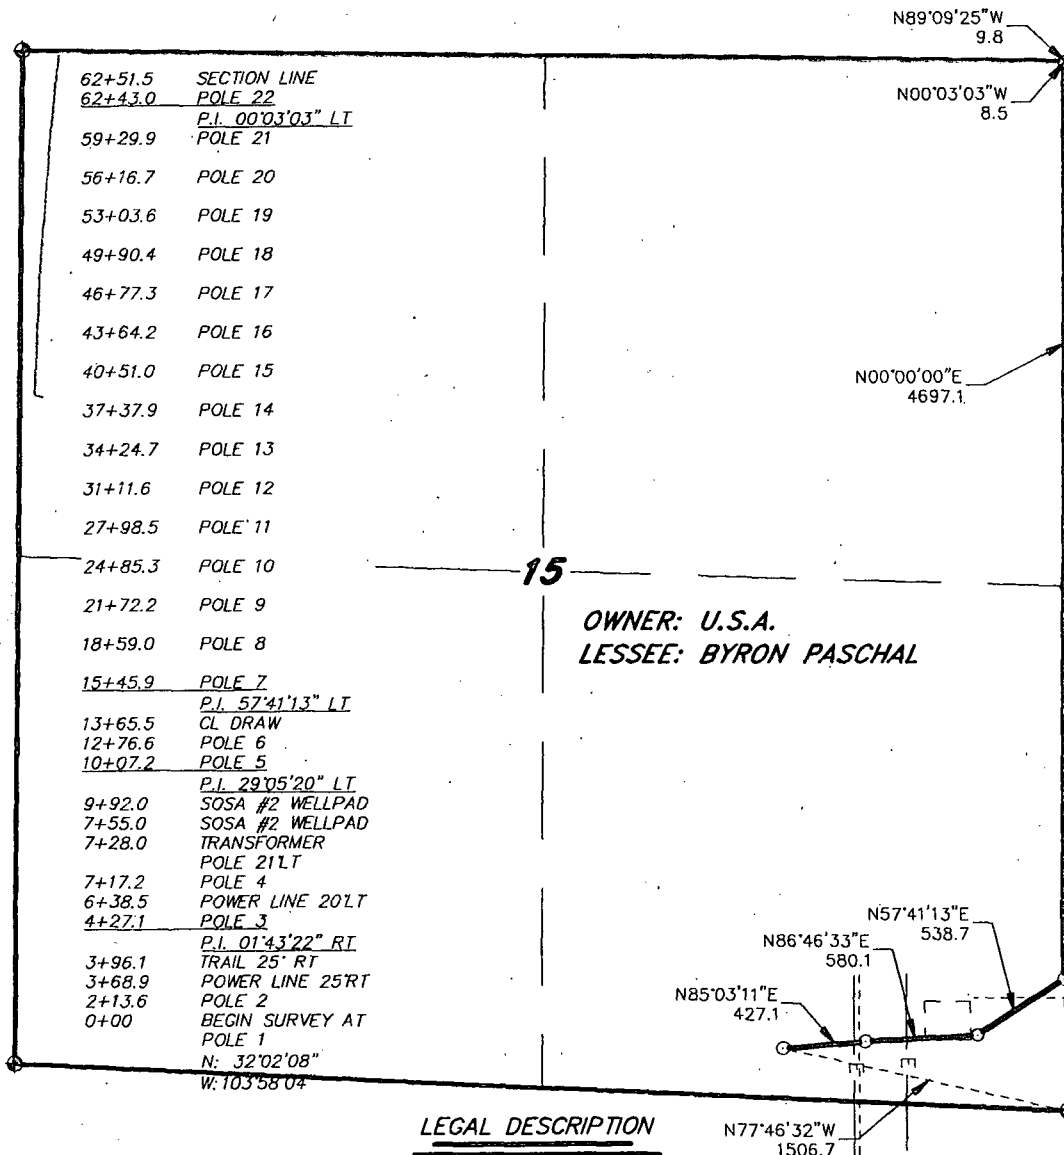 N89°09'25"W
9.8
N00°03'03"W
8.5
62+51.5 SECTION LINE
62+43.0 POLE 22
P.I. 00°03'03" LT
59+29.9 POLE 21
56+16.7 POLE 20
53+03.6 POLE 19
49+90.4 POLE 18
46+77.3 POLE 17
43+64.2 POLE 16
40+51.0 POLE 15
37+37.9 POLE 14
34+24.7 POLE 13
31+11.6 POLE 12
27+98.5 POLE 11
24+85.3 POLE 10
21+72.2 POLE 9
18+59.0 POLE 8
15+45.9 POLE 7
P.I. 57°41'13" LT
13+65.5 CL DRAW
12+76.6 POLE 6
10+07.2 POLE 5
P.I. 29°05'20" LT
9+92.0 SOSA #2 WELLPAD
7+55.0 SOSA #2 WELLPAD
7+28.0 TRANSFORMER
POLE 21'LT
7+17.2 POLE 4
6+38.5 POWER LINE 20'LT
4+27.1 POLE 3
P.I. 01°43'22" RT
3+96.1 TRAIL 25' RT
3+68.9 POWER LINE 25'RT
2+13.6 POLE 2
0+00 BEGIN SURVEY AT
POLE 1
N: 32°02'08"
W: 103°58'04"
N00°00'00"E
4697.1
15
OWNER: U.S.A.
LESSEE: BYRON PASCHAL
N57°41'13"E
538.7
N86°46'33"E
580.1
N85°03'11"E
427.1
N77°46'32"W
1506.7
LEGAL DESCRIPTION